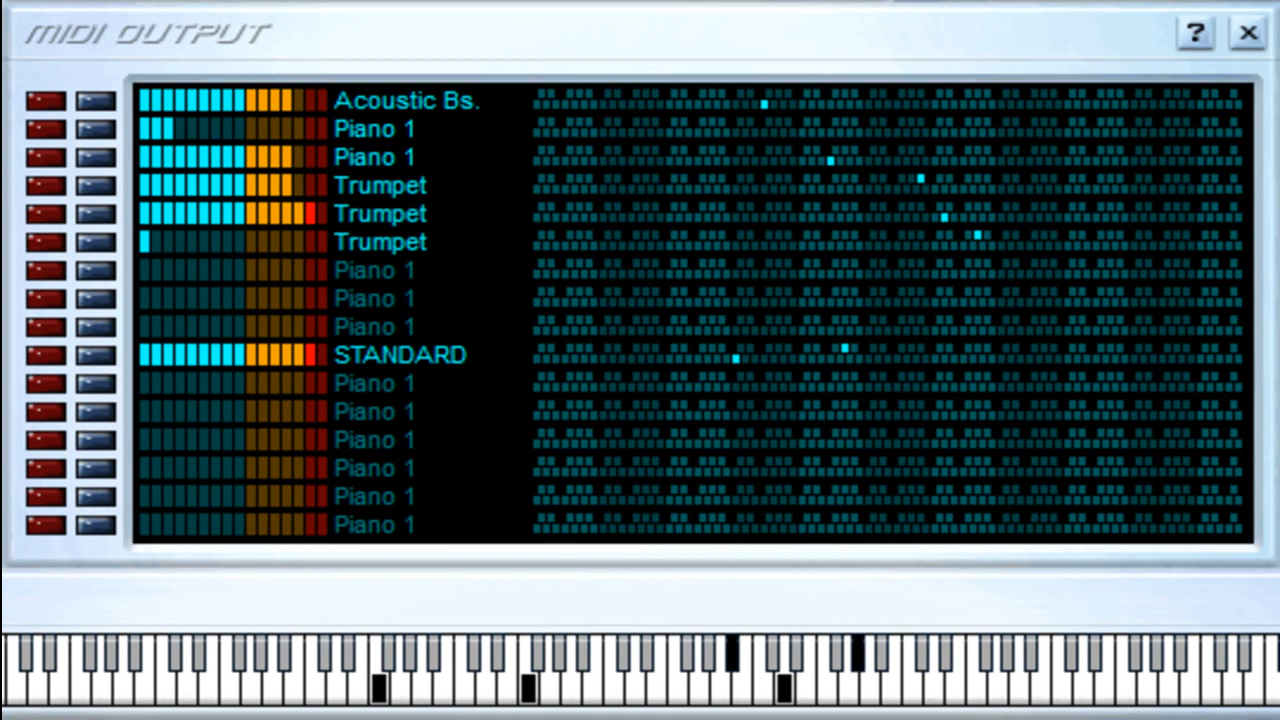 MIDI OUTPUT
? ×
Acoustic Bs.
Piano 1
Piano 1
Trumpet
Trumpet
Trumpet
Piano 1
Piano 1
Piano 1
STANDARD
Piano 1
Piano 1
Piano 1
Piano 1
Piano 1
Piano 1